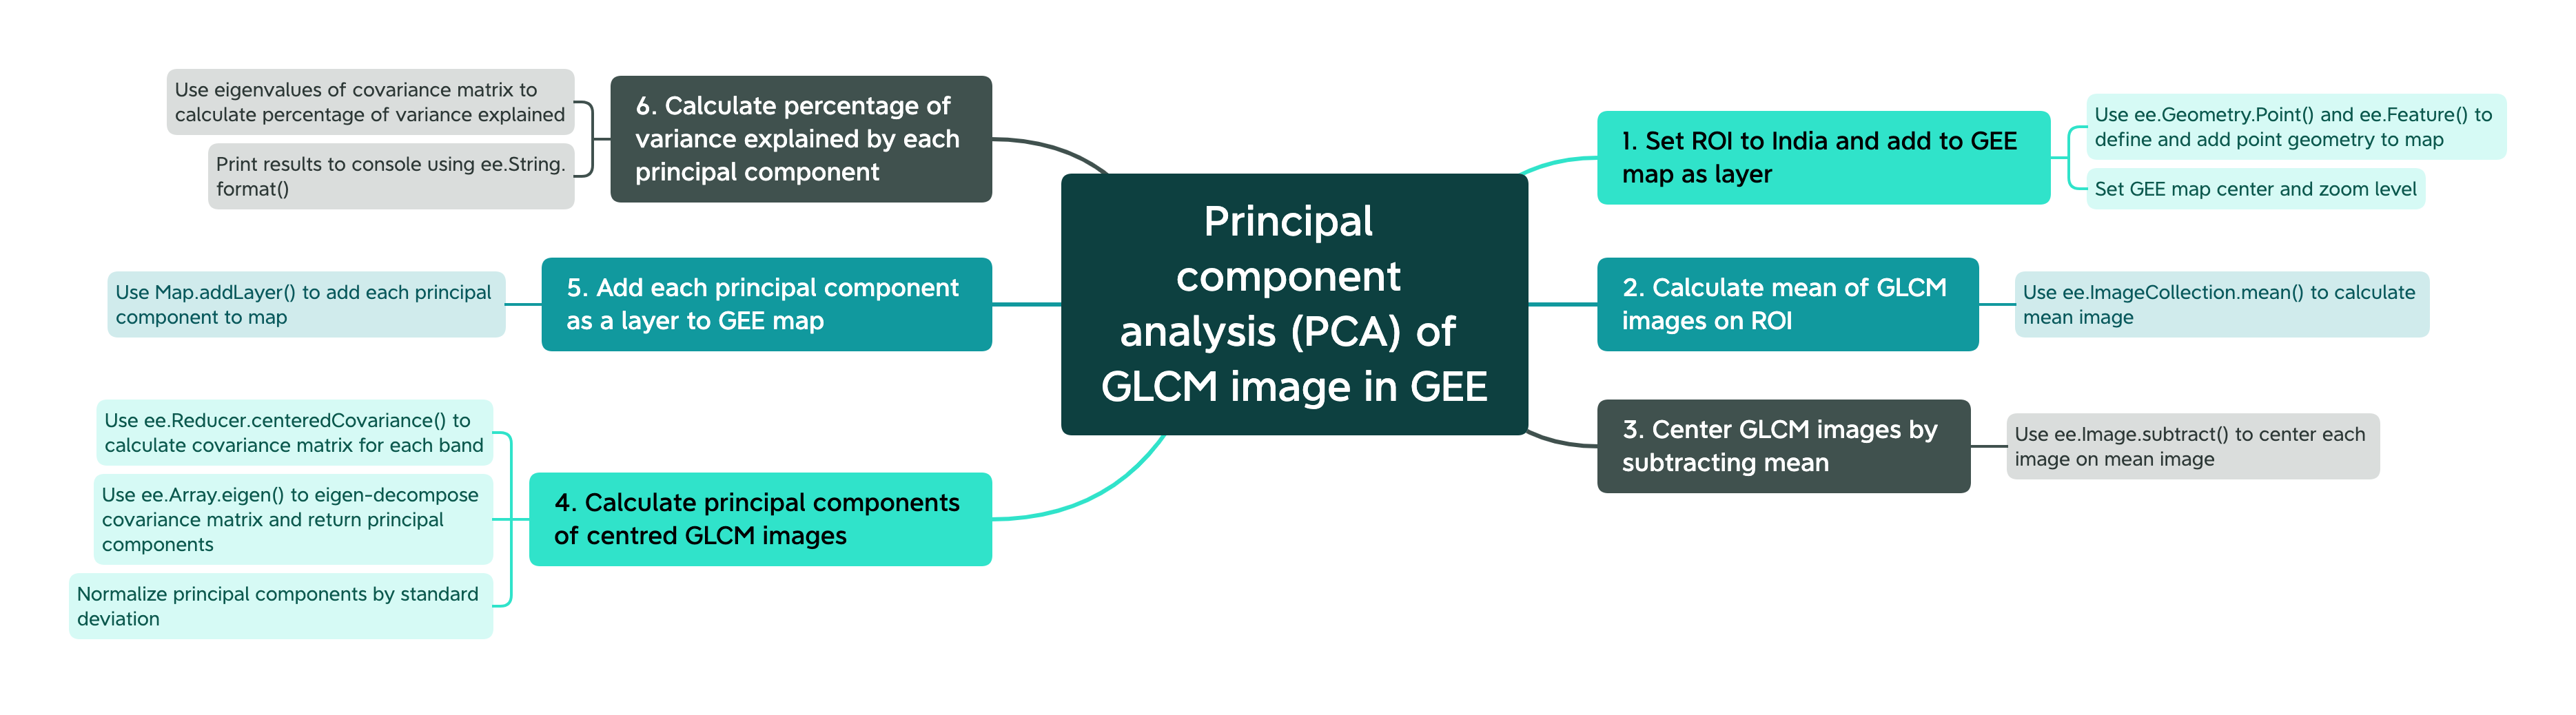 Principal
component
analysis (PCA) of
GLCM image in GEE
1. Set ROI to India and add to GEE
map as layer
Use ee.Geometry.Point() and ee.Feature() to
define and add point geometry to map
Set GEE map center and zoom level
2. Calculate mean of GLCM
images on ROI
Use ee.ImageCollection.mean() to calculate
mean image
3. Center GLCM images by
subtracting mean
Use ee.Image.subtract() to center each
image on mean image
4. Calculate principal components
of centred GLCM images
Use ee.Reducer.centeredCovariance() to
calculate covariance matrix for each band
Use ee.Array.eigen() to eigen-decompose
covariance matrix and return principal
components
Normalize principal components by standard
deviation
5. Add each principal component
as a layer to GEE map
Use Map.addLayer() to add each principal
component to map
6. Calculate percentage of
variance explained by each
principal component
Use eigenvalues of covariance matrix to
calculate percentage of variance explained
Print results to console using ee.String.
format()